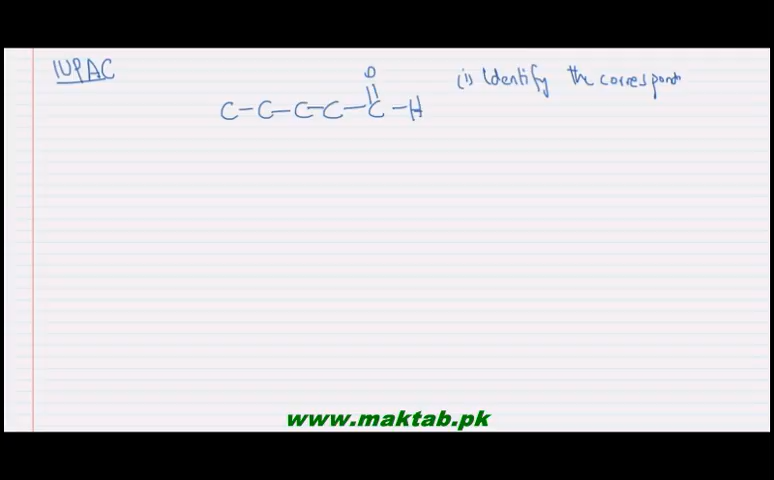 IUPAC
(i) Identify the correspond
O
C-C-C-C-C-H
www.maktab.pk